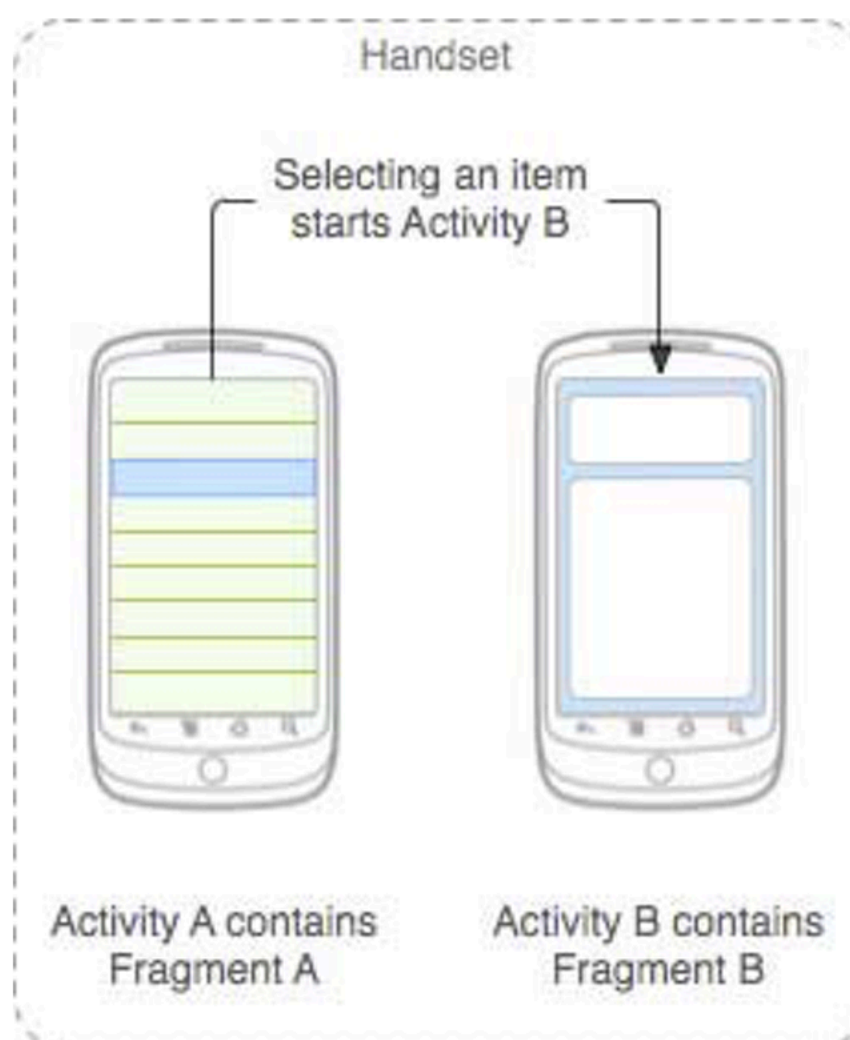 Handset
Selecting an item
starts Activity B
Activity A contains
Fragment A
Activity B contains
Fragment B